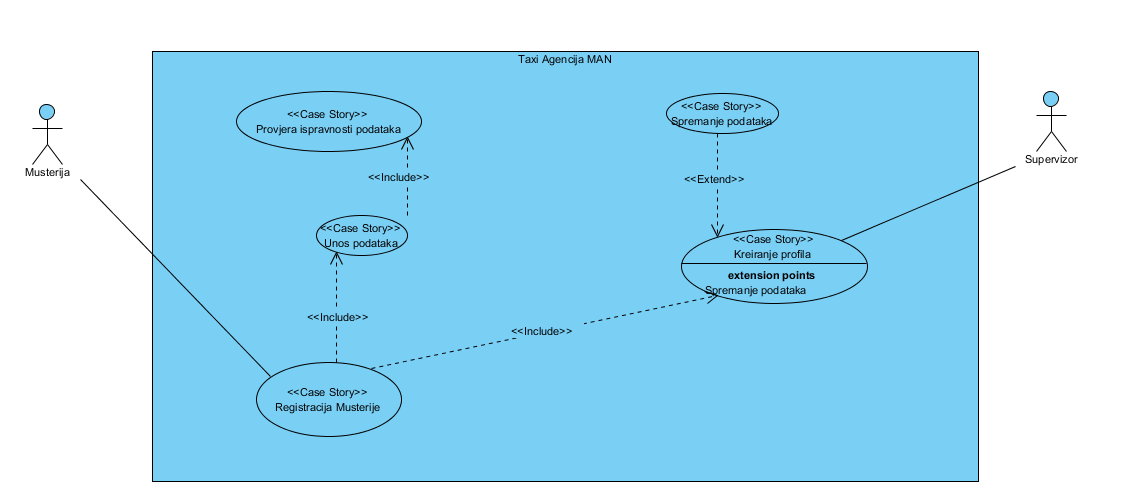 Taxi Agencija MAN
<<Case Story>>
Provjera ispravnosti podataka
<<Case Story>>
Spremanje podataka
Musterija
Supervizor
<<Include>>
<<Extend>>
<<Case Story>>
Unos podataka
<<Case Story>>
Kreiranje profila
extension points
Spremanje podataka
<<Include>>
<<Include>>
<<Case Story>>
Registracija Musterije